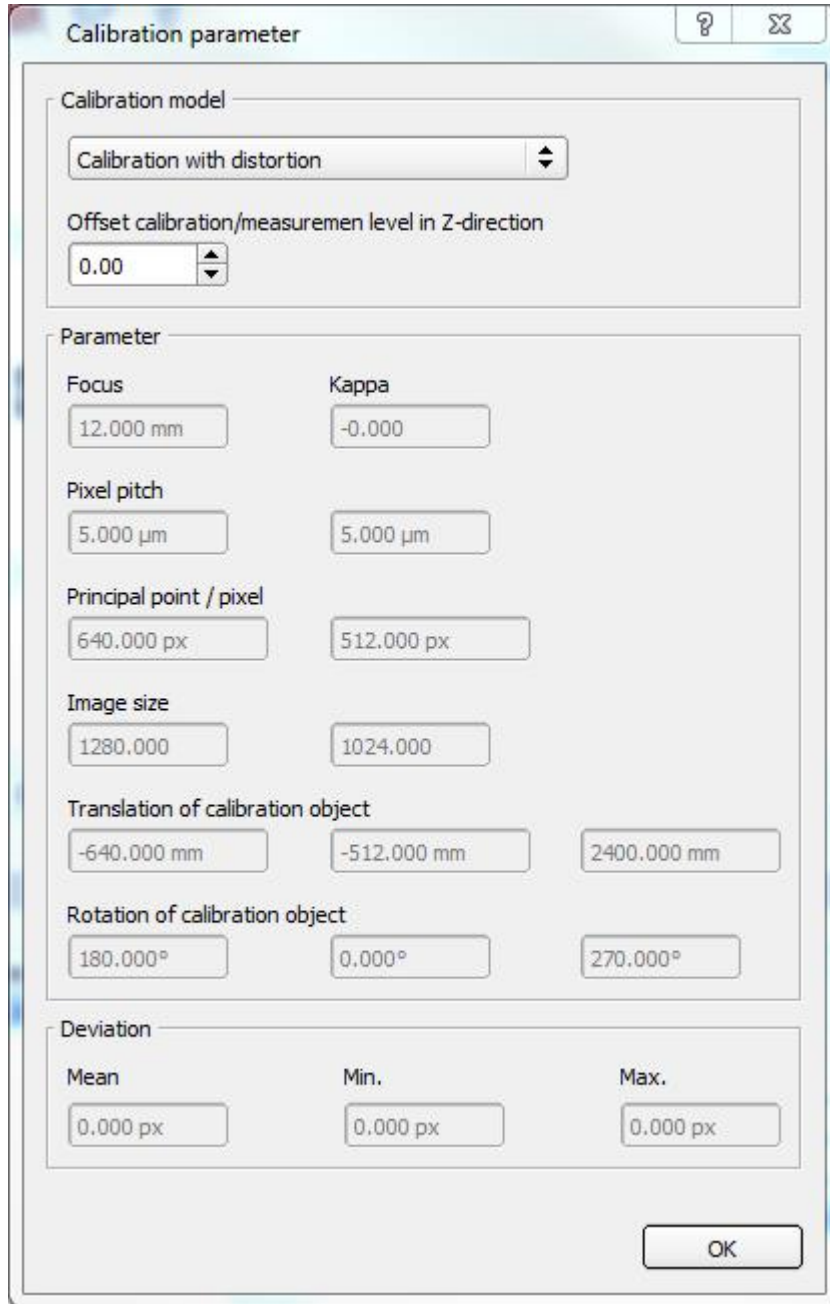 Calibration parameter
Calibration model
Calibration with distortion
Offset calibration/measuremen level in Z-direction
0.00
Parameter
Focus Kappa
12.000 mm -0.000
Pixel pitch
5.000 µm 5.000 µm
Principal point / pixel
640.000 px 512.000 px
Image size
1280.000 1024.000
Translation of calibration object
-640.000 mm -512.000 mm 2400.000 mm
Rotation of calibration object
180.000° 0.000° 270.000°
Deviation
Mean Min. Max.
0.000 px 0.000 px 0.000 px
OK